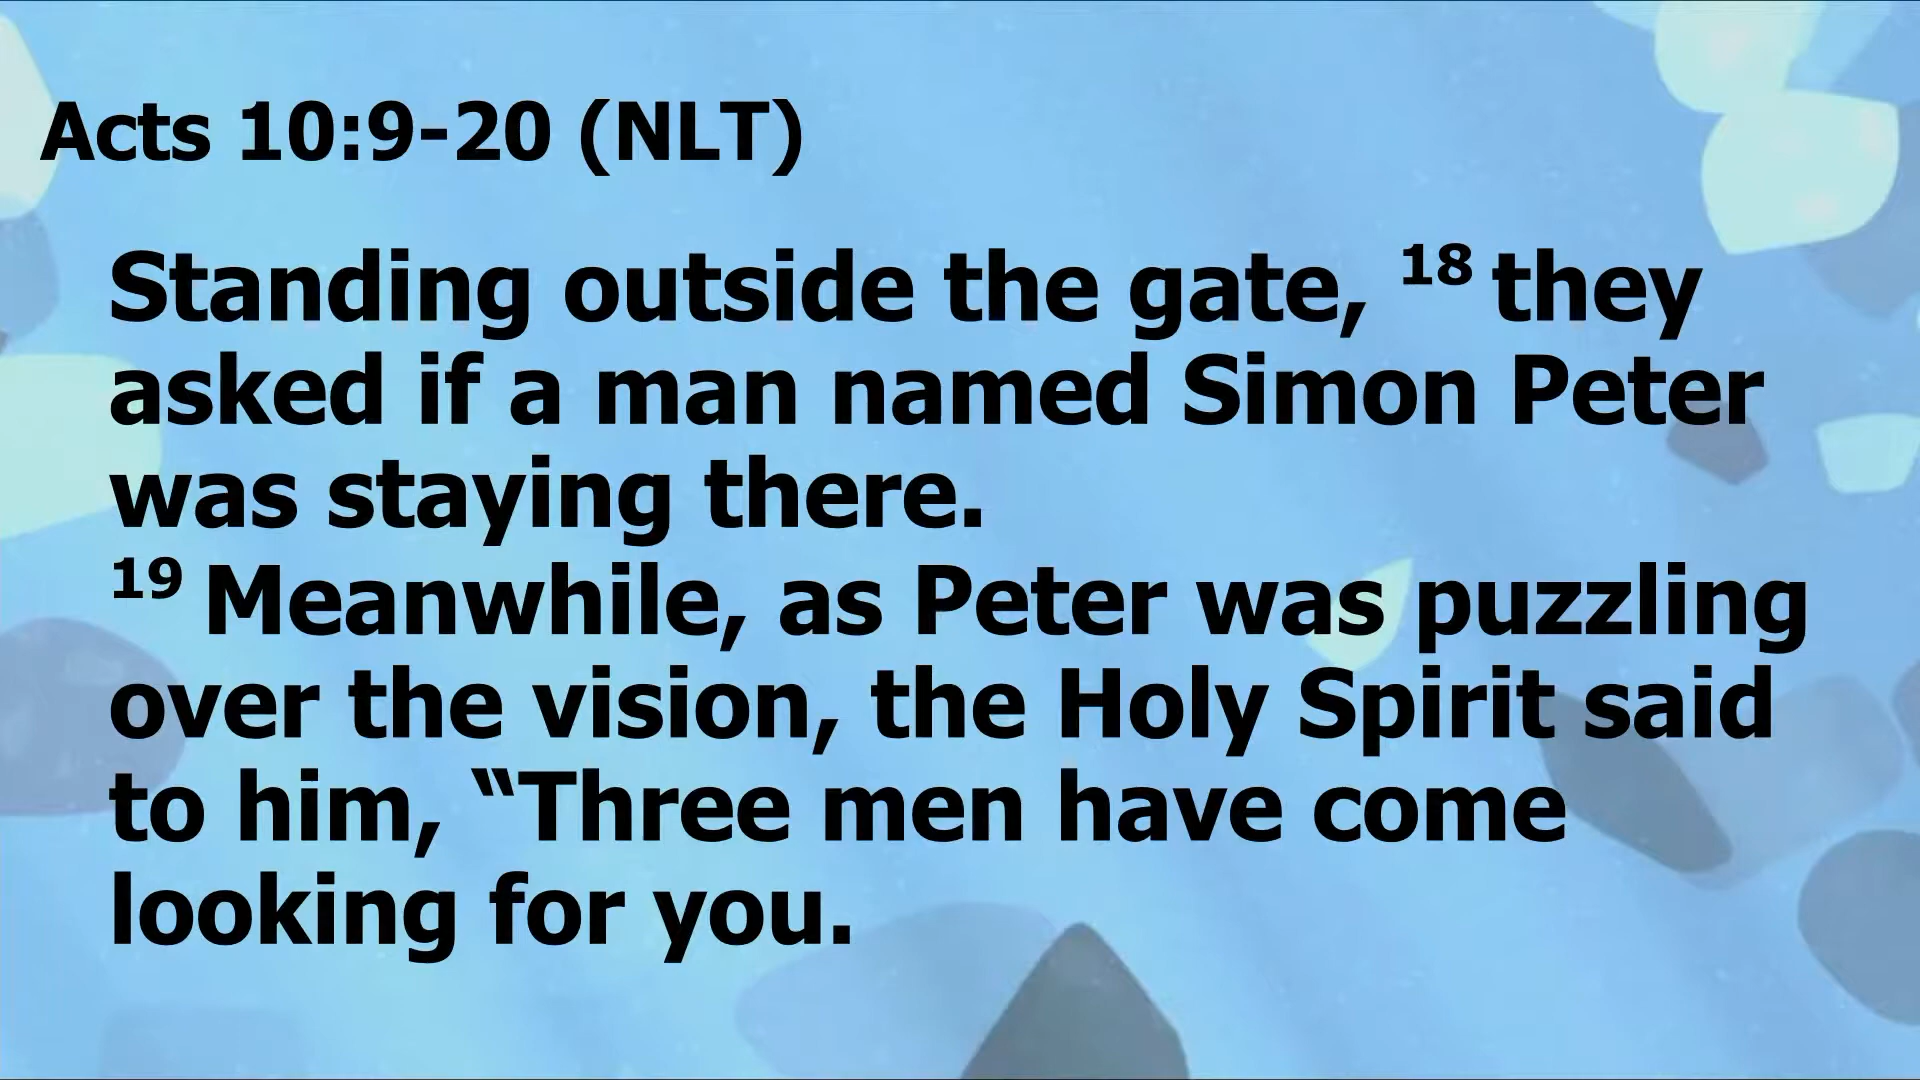 Acts 10:9-20 (NLT)
Standing outside the gate, 18 they
asked if a man named Simon Peter
was staying there.
19 Meanwhile, as Peter was puzzling
over the vision, the Holy Spirit said
to him, “Three men have come
looking for you.